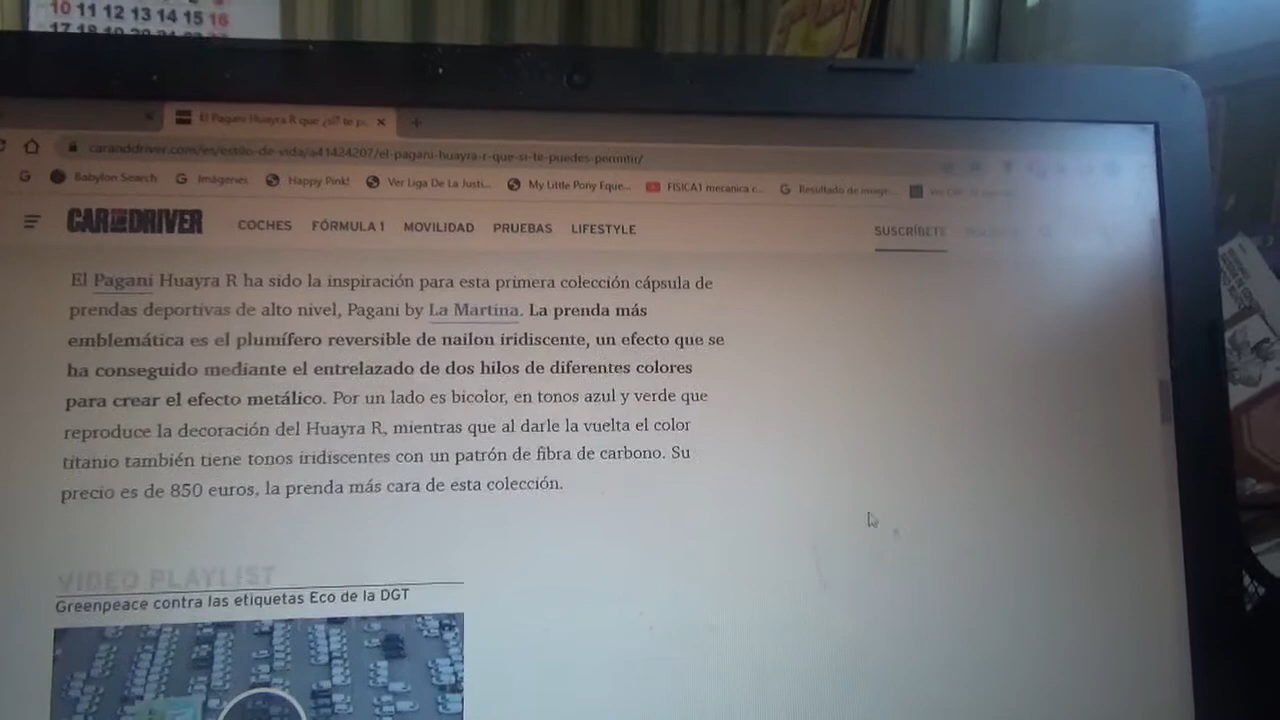 10 11 12 13 14 15 16
El Pagani Huayra R que ¿sí? te p
caranddriver.com/es/estilo-de-vida/a41424207/el-pagani-huayra-r-que-si-te-puedes-permitir/
Babylon Search Imágenes Happy Pink! Ver Liga De La Justi... My Little Pony Eque... FISICA1 mecanica c... Resultado de imag...
CAR AND DRIVER COCHES FÓRMULA 1 MOVILIDAD PRUEBAS LIFESTYLE SUSCRÍBETE
El Pagani Huayra R ha sido la inspiración para esta primera colección cápsula de
prendas deportivas de alto nivel, Pagani by La Martina. La prenda más
emblemática es el plumífero reversible de nailon iridiscente, un efecto que se
ha conseguido mediante el entrelazado de dos hilos de diferentes colores
para crear el efecto metálico. Por un lado es bicolor, en tonos azul y verde que
reproduce la decoración del Huayra R, mientras que al darle la vuelta el color
titanio también tiene tonos iridiscentes con un patrón de fibra de carbono. Su
precio es de 850 euros, la prenda más cara de esta colección.
VIDEO PLAYLIST
Greenpeace contra las etiquetas Eco de la DGT